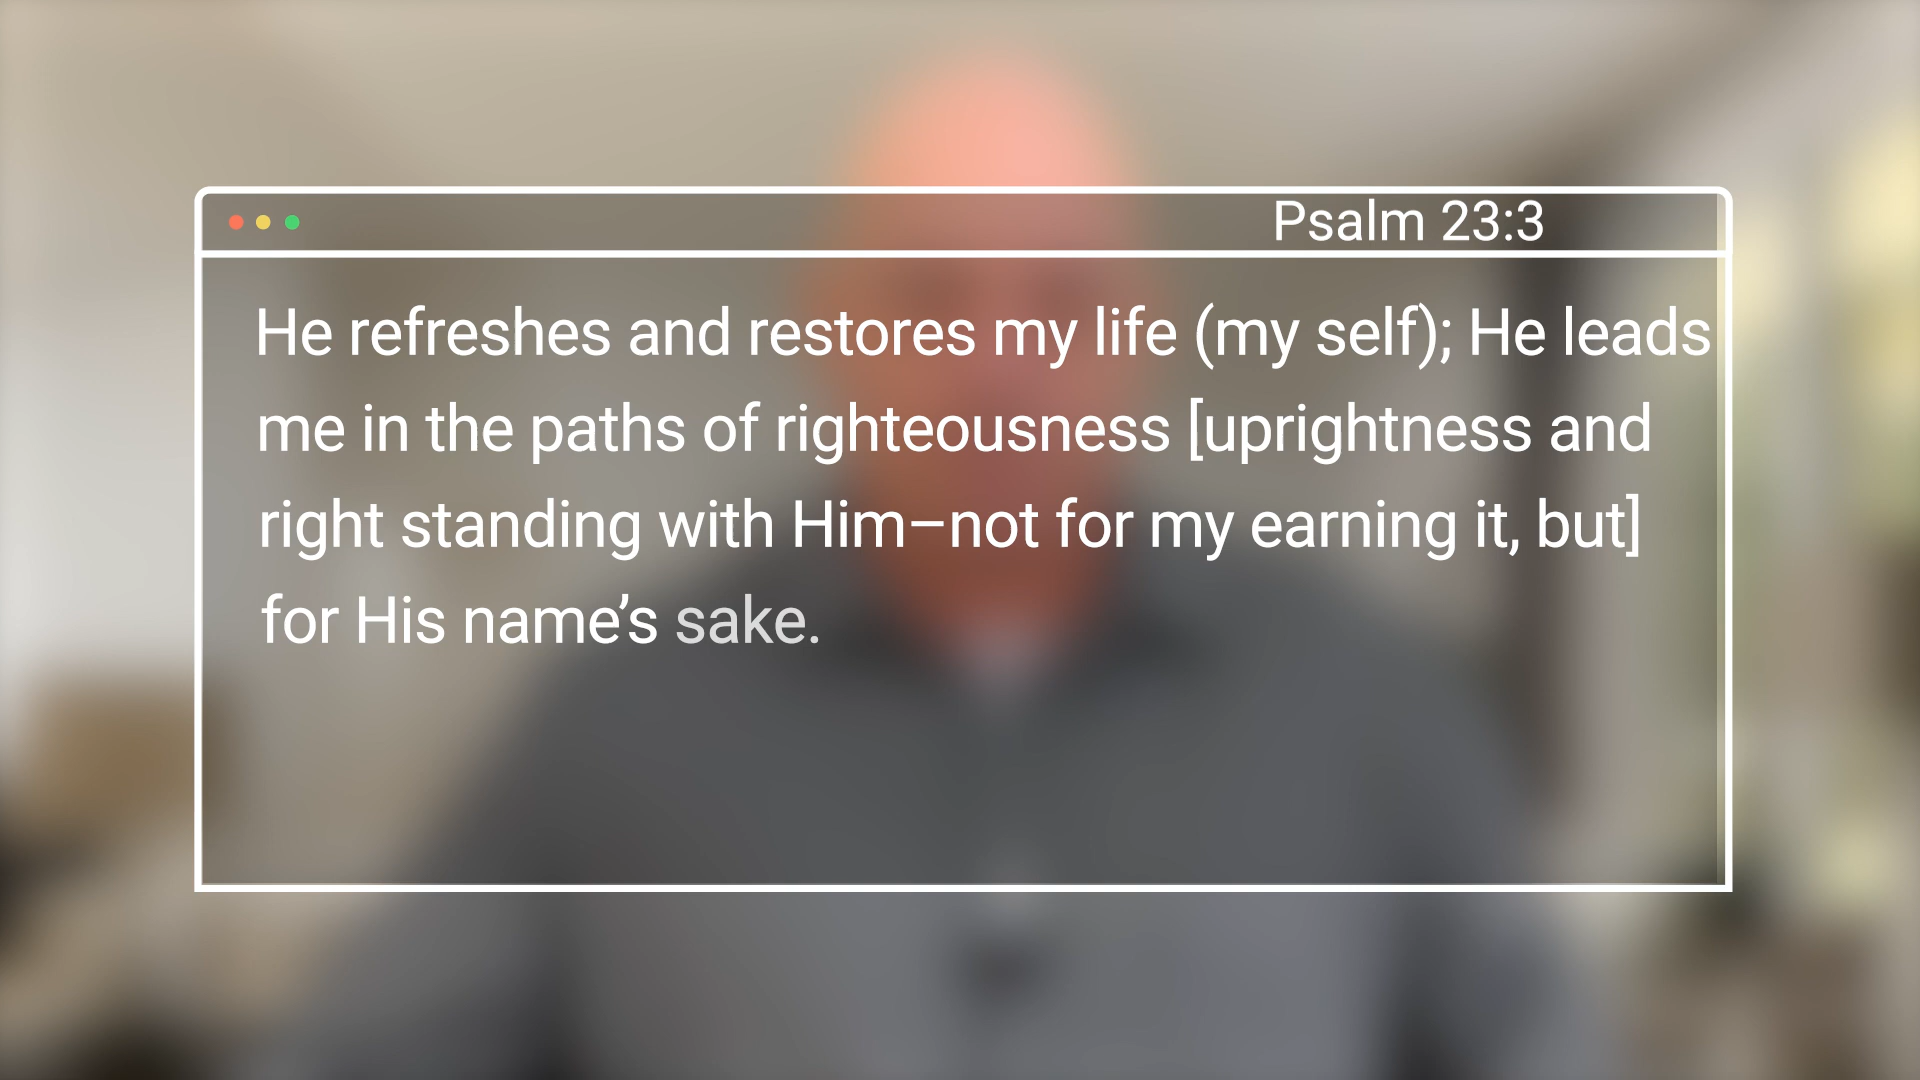 Psalm 23:3
He refreshes and restores my life (my self); He leads
me in the paths of righteousness [uprightness and
right standing with Him–not for my earning it, but]
for His name’s sake.